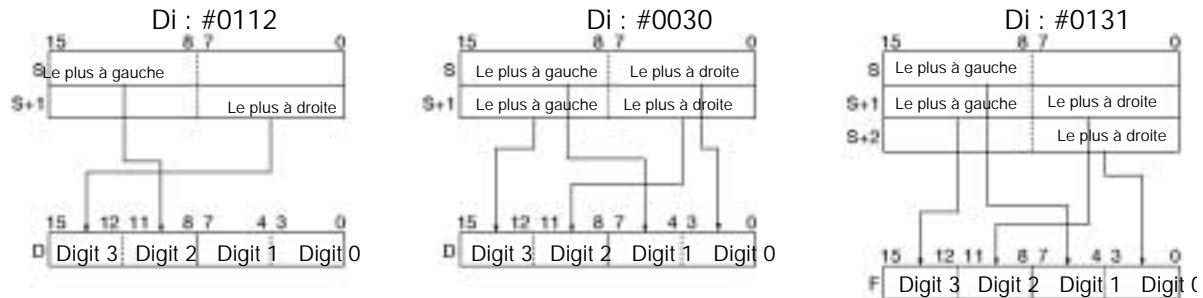 Di : #0112
15 8 7 0
S Le plus à gauche
S+1 Le plus à droite
15 12 11 8 7 4 3 0
D Digit 3 Digit 2 Digit 1 Digit 0
Di : #0030
15 8 7 0
S Le plus à gauche Le plus à droite
S+1 Le plus à gauche Le plus à droite
15 12 11 8 7 4 3 0
D Digit 3 Digit 2 Digit 1 Digit 0
Di : #0131
15 8 7 0
S Le plus à gauche
S+1 Le plus à gauche Le plus à droite
S+2 Le plus à droite
15 12 11 8 7 4 3 0
F Digit 3 Digit 2 Digit 1 Digit 0